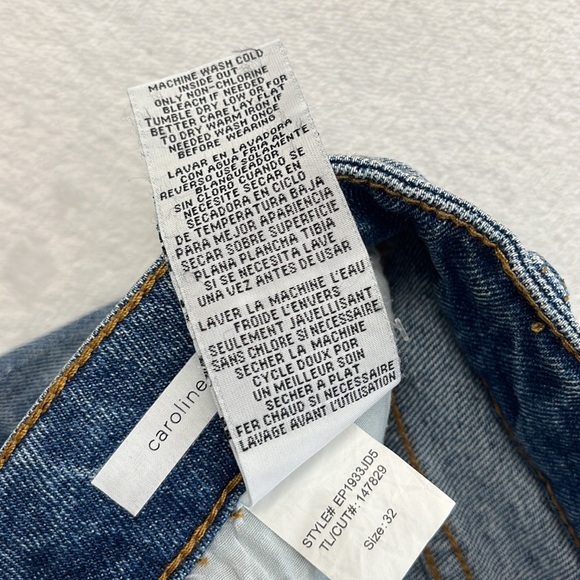 MACHINE WASH COLD
INSIDE OUT
ONLY NON-CHLORINE
BLEACH IF NEEDED
TUMBLE DRY LOW OR FOR
BETTER CARE LAY FLAT
TO DRY WARM IRON IF
NEEDED WASH ONCE
BEFORE WEARING
LAVAR EN LAVADORA
CON AGUA FRIA AL
REVERSO USE SOLAMENTE
BLANQUEADOR
SIN CLORO CUANDO SE
NECESITE SECAR EN
SECADORA EN CICLO
DE TEMPERATURA BAJA
PARA MEJOR APARIENCIA
SECAR SOBRE SUPERFICIE
PLANA PLANCHA TIBIA
SI SE NECESITA LAVE
UNA VEZ ANTES DE USAR
LAVER LA MACHINE L'EAU
FROIDE L'ENVERS
SEULEMENT JAVELLISANT
SANS CHLORE SI NECESSAIRE
SECHER LA MACHINE
CYCLE DOUX POR
UN MEILLEUR SOIN
SECHER A PLAT
FER CHAUD SI NECESSAIRE
LAVAGE AVANT L'UTILISATION
caroline
STYLE# EP1933JD5
TL/CUT#: 147829
Size: 32